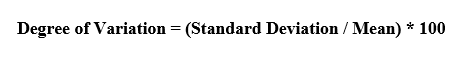 Degree of Variation = (Standard Deviation / Mean) * 100